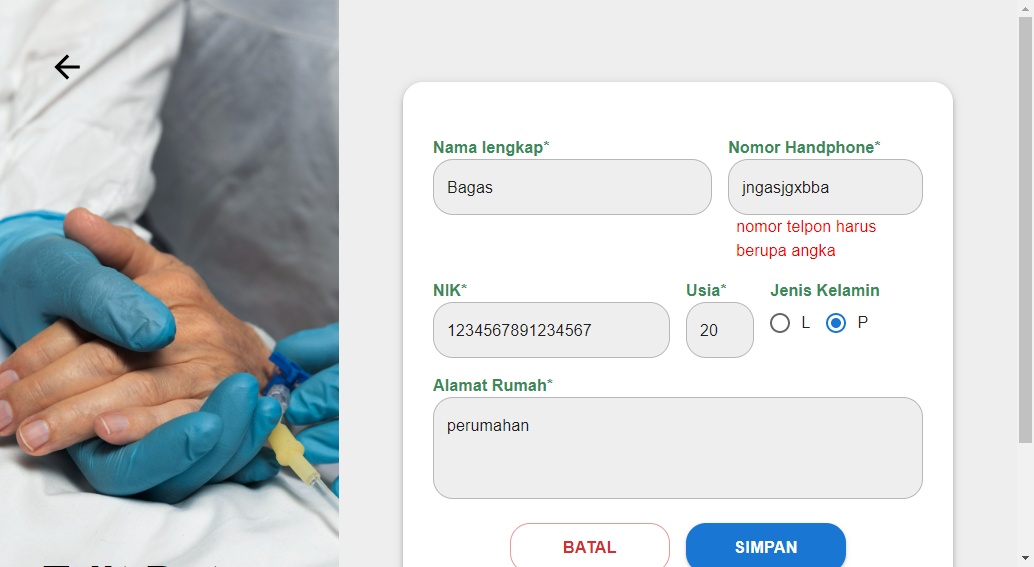 Nama lengkap*
Nomor Handphone*
Bagas
jngasjgxbba
nomor telpon harus
berupa angka
NIK*
Usia*
Jenis Kelamin
1234567891234567
20
L
P
Alamat Rumah*
perumahan
BATAL
SIMPAN